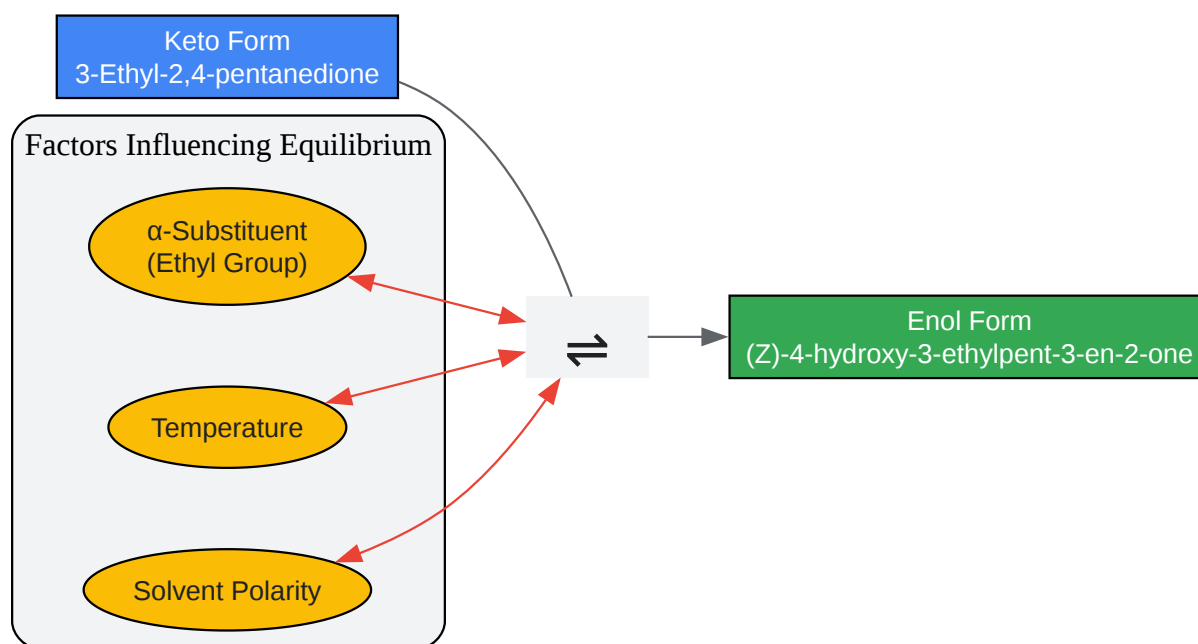 Keto Form
3-Ethyl-2,4-pentanedione
Factors Influencing Equilibrium
α-Substituent
(Ethyl Group)
⇌
Enol Form
(Z)-4-hydroxy-3-ethylpent-3-en-2-one
Temperature
Solvent Polarity